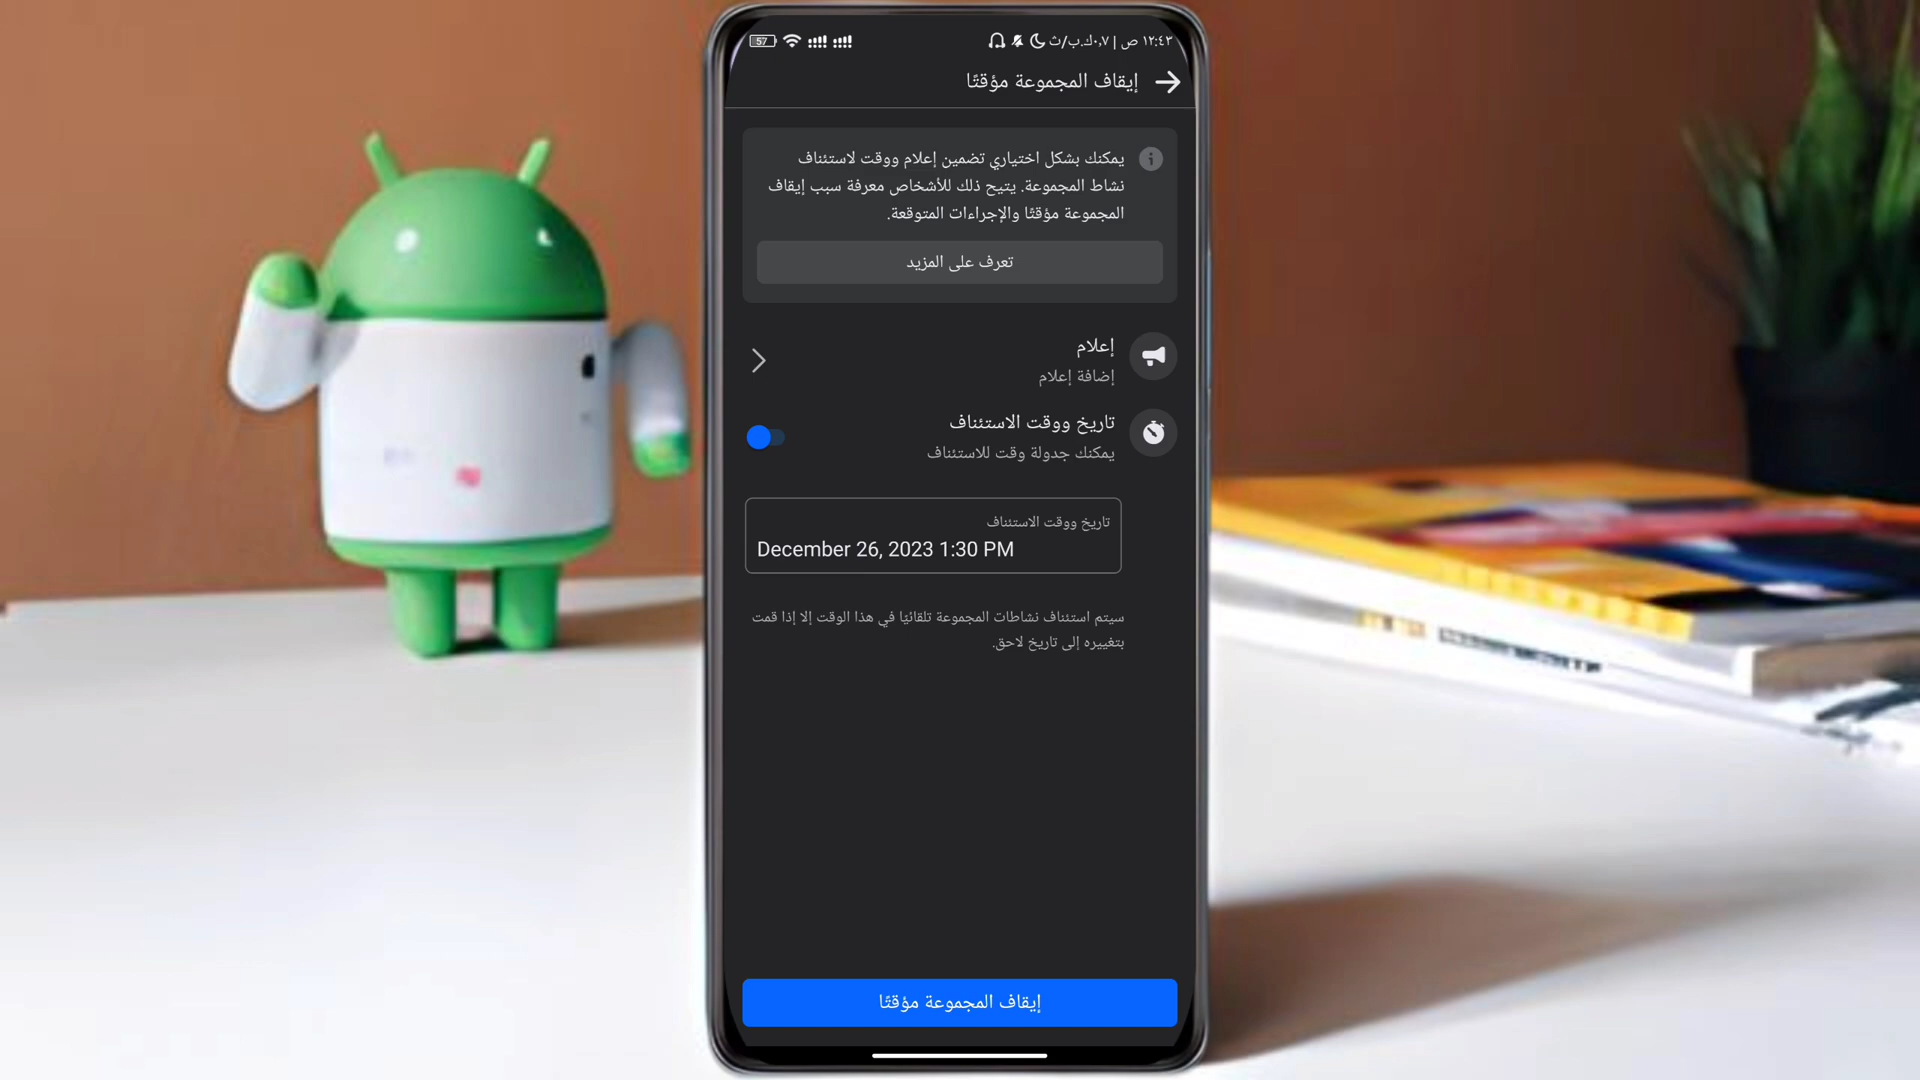 ١٢:٤٣ ص | ٠٫٧ك.ب/ث
57
إيقاف المجموعة مؤقتًا
يمكنك بشكل اختياري تضمين إعلام ووقت لاستئناف
نشاط المجموعة. يتيح ذلك للأشخاص معرفة سبب إيقاف
المجموعة مؤقتًا والإجراءات المتوقعة.
تعرف على المزيد
إعلام
إضافة إعلام
تاريخ ووقت الاستئناف
يمكنك جدولة وقت للاستئناف
تاريخ ووقت الاستئناف
December 26, 2023 1:30 PM
سيتم استئناف نشاطات المجموعة تلقائيًا في هذا الوقت إلا إذا قمت
بتغييره إلى تاريخ لاحق.
إيقاف المجموعة مؤقتًا